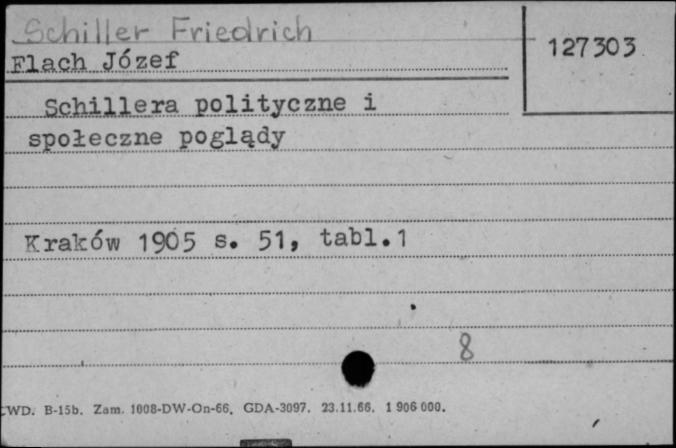 Schiller Friedrich
127303
Flach Józef
Schillera polityczne i
społeczne poglądy
Kraków 1905 s. 51, tabl.1
8
WD. B-15b. Zam. 1008-DW-On-66. GDA-3097. 23.11.66. 1 906 000.